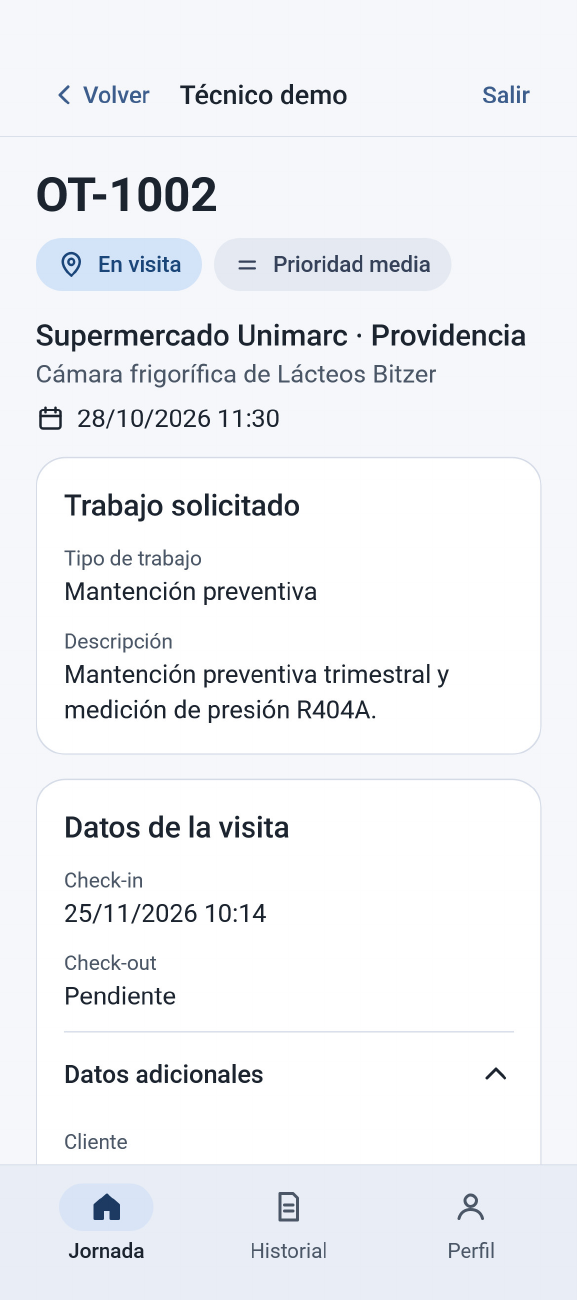 Volver
Técnico demo
Salir
OT-1002
En visita
Prioridad media
Supermercado Unimarc · Providencia
Cámara frigorífica de Lácteos Bitzer
28/10/2026 11:30
Trabajo solicitado
Tipo de trabajo
Mantención preventiva
Descripción
Mantención preventiva trimestral y
medición de presión R404A.
Datos de la visita
Check-in
25/11/2026 10:14
Check-out
Pendiente
Datos adicionales
Cliente
Jornada
Historial
Perfil